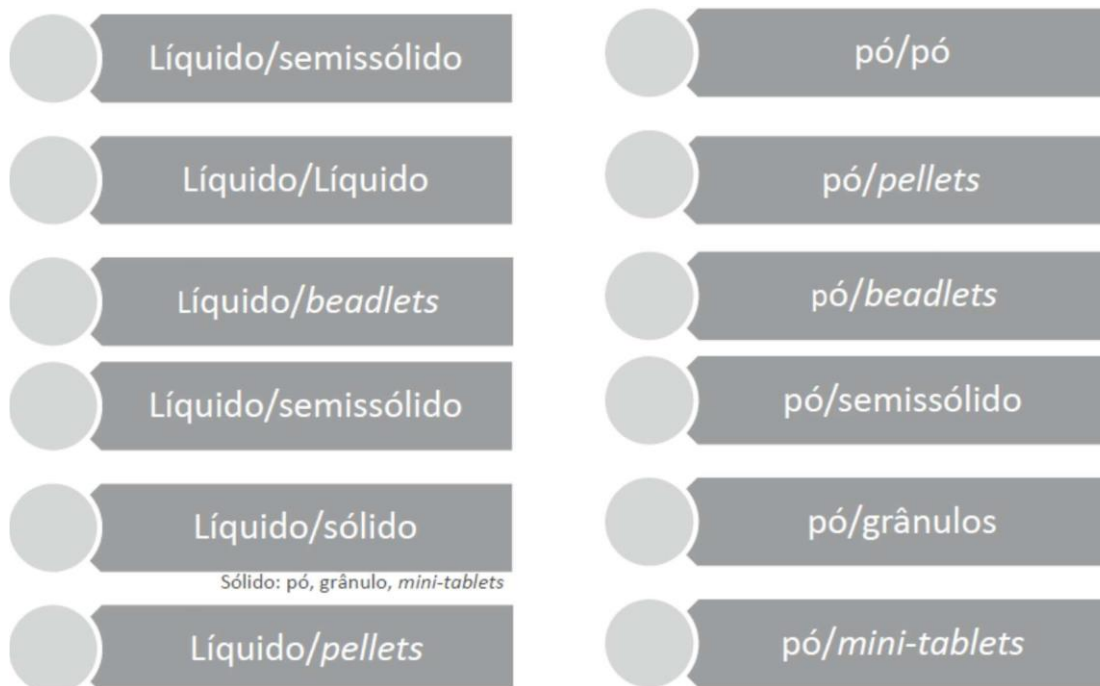 Líquido/semissólido
Líquido/Líquido
Líquido/beadlets
Líquido/semissólido
Líquido/sólido
Sólido: pó, grânulo, mini-tablets
Líquido/pellets
pó/pó
pó/pellets
pó/beadlets
pó/semissólido
pó/grânulos
pó/mini-tablets